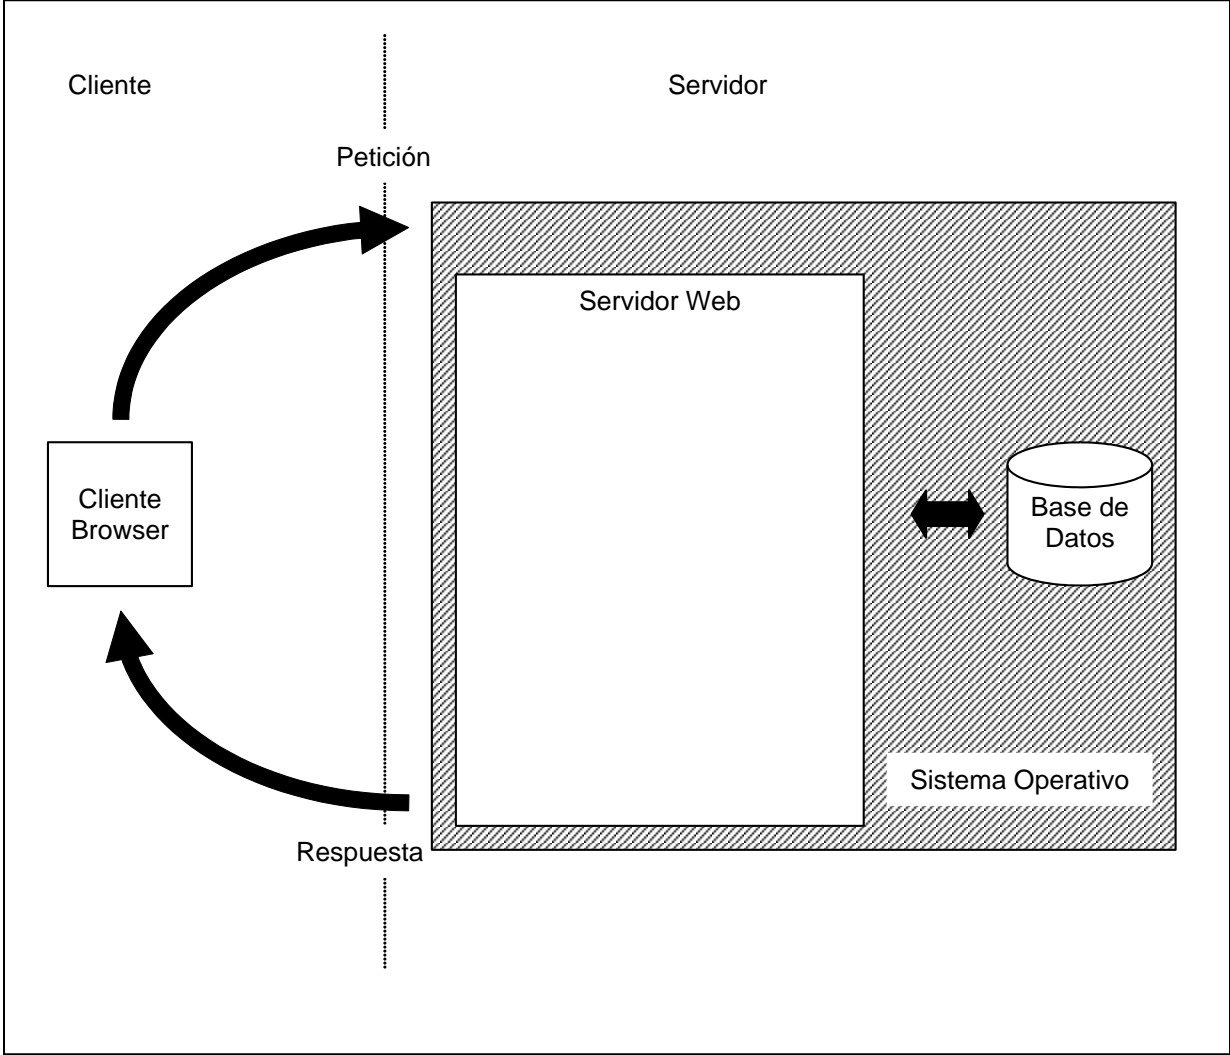 Cliente
Servidor
Petición
Servidor Web
Cliente
Browser
Base de
Datos
Sistema Operativo
Respuesta